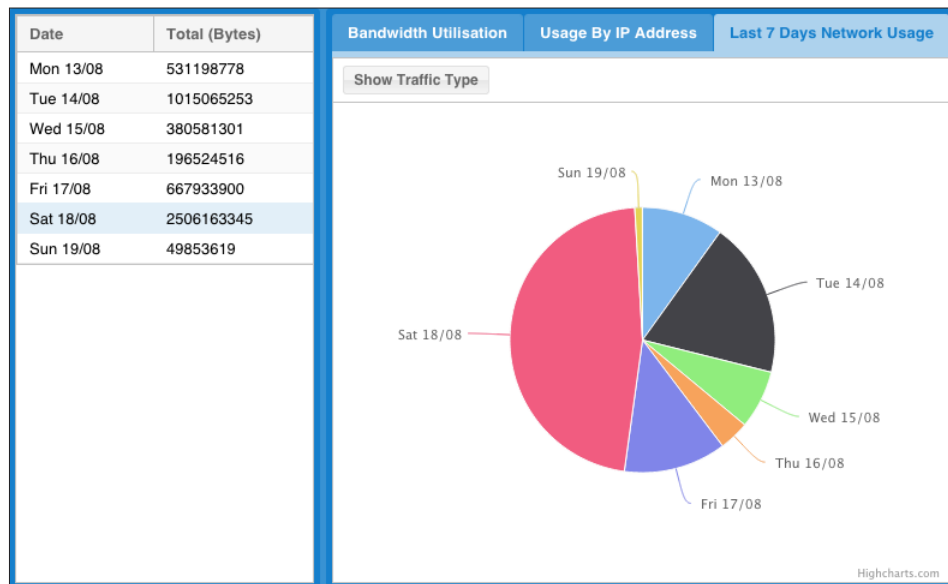 Date Total (Bytes)
Mon 13/08 531198778
Tue 14/08 1015065253
Wed 15/08 380581301
Thu 16/08 196524516
Fri 17/08 667933900
Sat 18/08 2506163345
Sun 19/08 49853619
Bandwidth Utilisation Usage By IP Address Last 7 Days Network Usage
Show Traffic Type
Sun 19/08
Mon 13/08
Tue 14/08
Sat 18/08
Wed 15/08
Thu 16/08
Fri 17/08
Highcharts.com